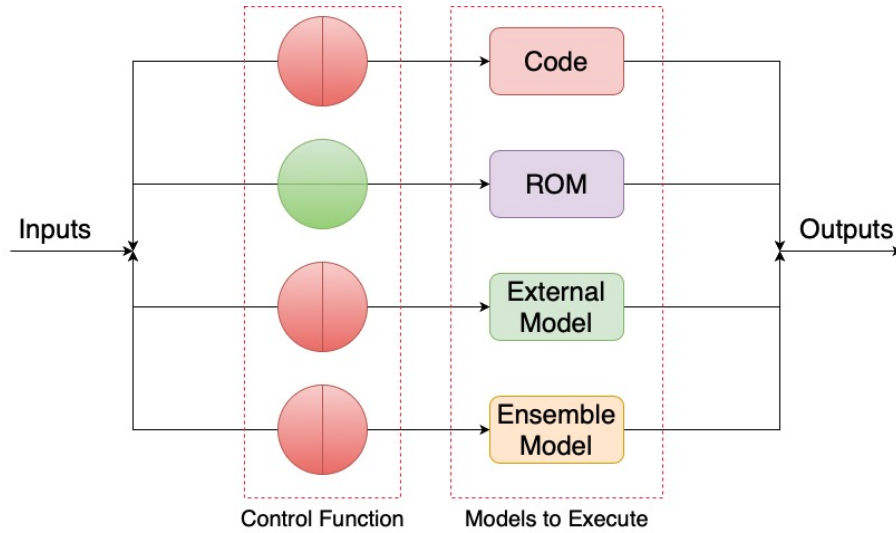 Code
ROM
Inputs
Outputs
External
Model
Ensemble
Model
Control Function
Models to Execute